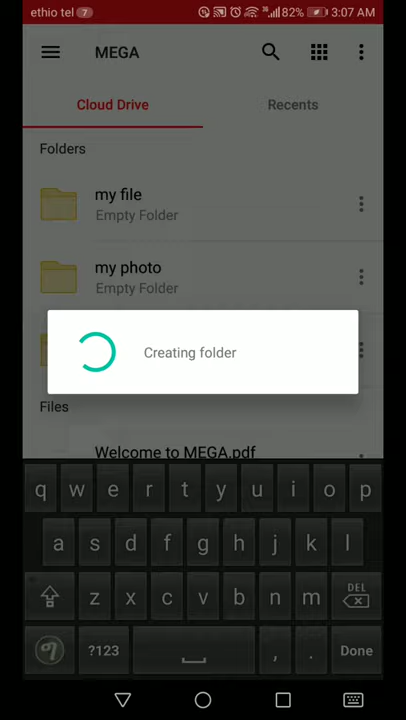 ethio tel 7 82% 3:07 AM
MEGA
Cloud Drive Recents
Folders
my file
Empty Folder
my photo
Empty Folder
Creating folder
Files
Welcome to MEGA.pdf
q w e r t y u i o p
a s d f g h j k l
z x c v b n m DEL
?123 , . Done